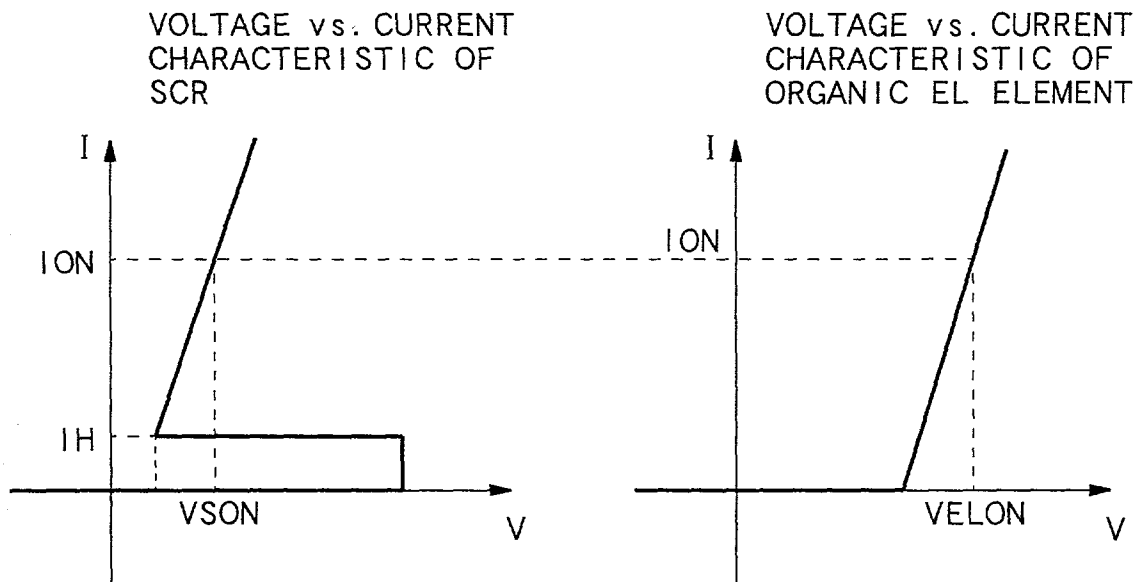 VOLTAGE vs. CURRENT
CHARACTERISTIC OF
SCR
I
ION
IH
VSON
V
VOLTAGE vs. CURRENT
CHARACTERISTIC OF
ORGANIC EL ELEMENT
I
ION
VELON
V